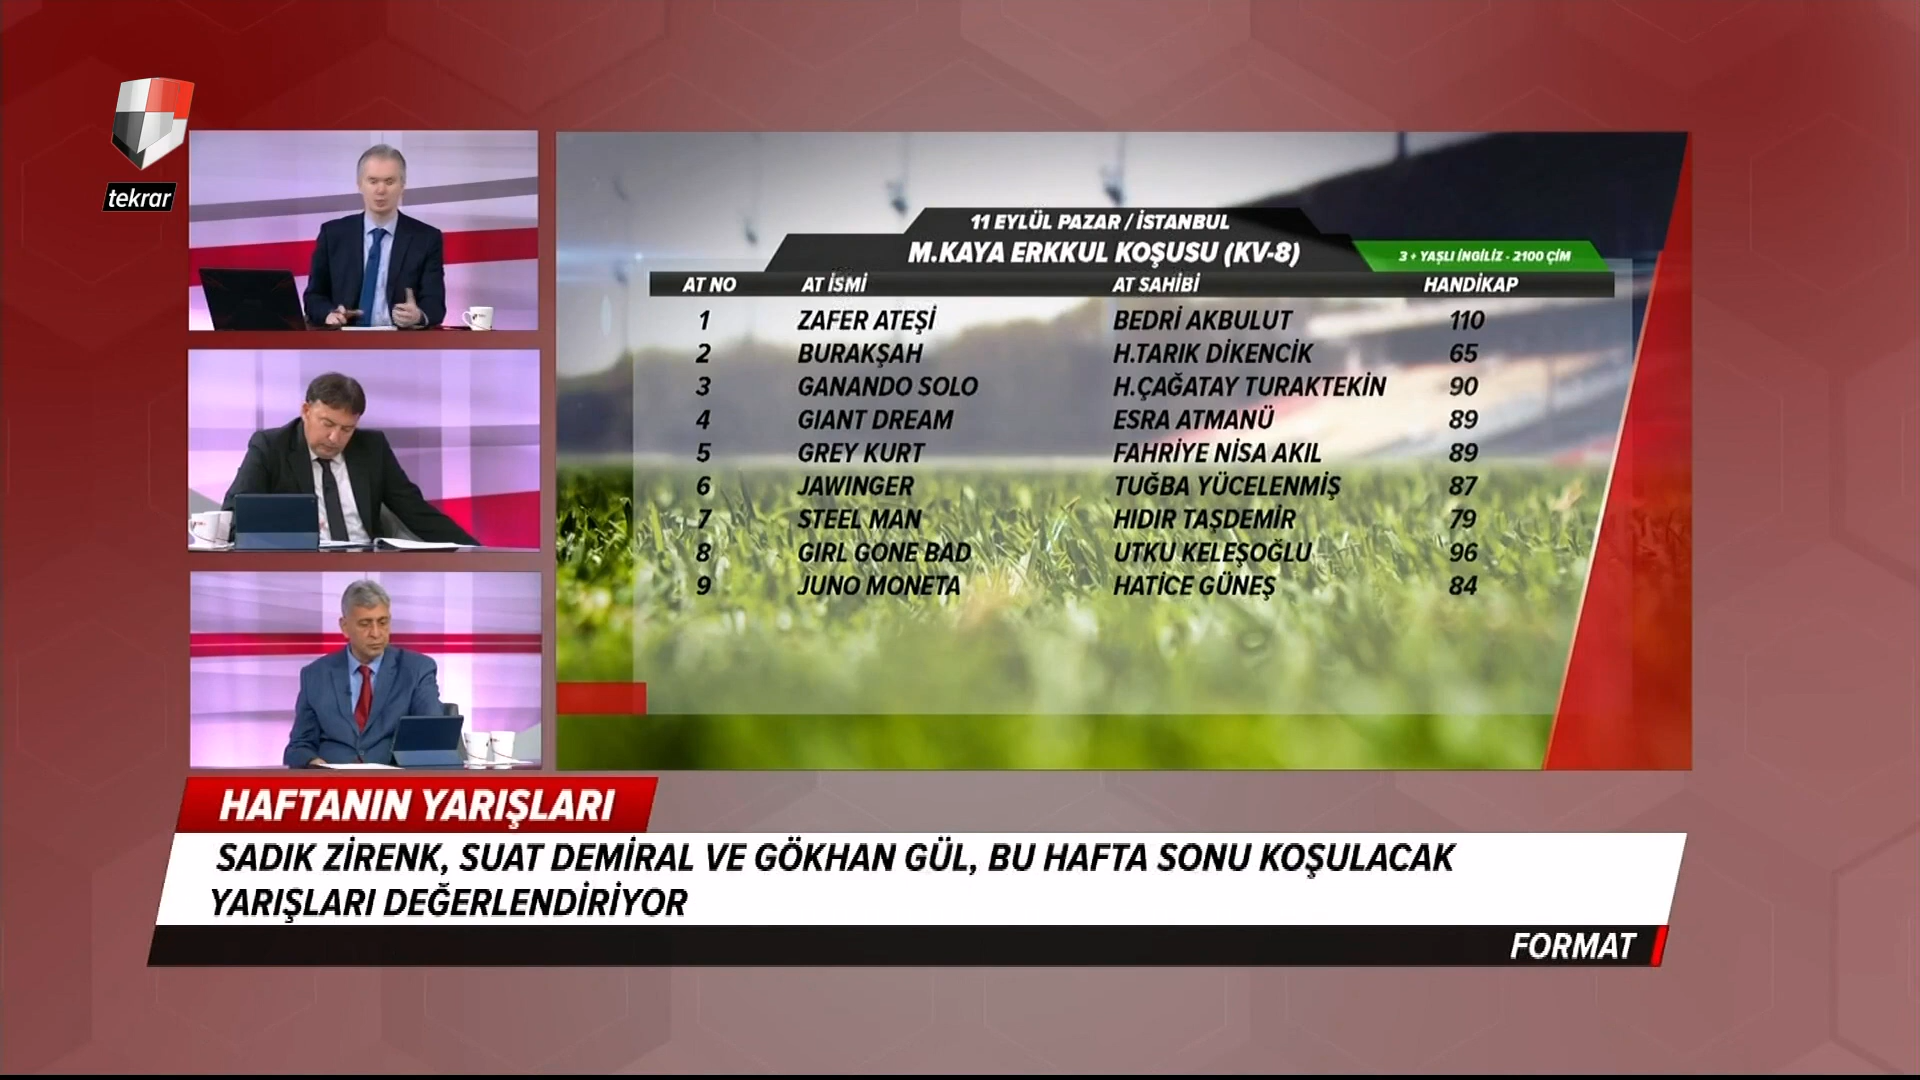 tekrar
11 EYLÜL PAZAR / İSTANBUL
M.KAYA ERKKUL KOŞUSU (KV-8)
3 + YAŞLI İNGİLİZ - 2100 ÇİM
AT NO AT İSMİ AT SAHİBİ HANDİKAP
1 ZAFER ATEŞİ BEDRİ AKBULUT 110
2 BURAKŞAH H.TARIK DİKENCİK 65
3 GANANDO SOLO H.ÇAĞATAY TURAKTEKİN 90
4 GIANT DREAM ESRA ATMANÜ 89
5 GREY KURT FAHRİYE NİSA AKIL 89
6 JAWINGER TUĞBA YÜCELENMİŞ 87
7 STEEL MAN HIDIR TAŞDEMİR 79
8 GIRL GONE BAD UTKU KELEŞOĞLU 96
9 JUNO MONETA HATİCE GÜNEŞ 84
HAFTANIN YARIŞLARI
SADIK ZİRENK, SUAT DEMİRAL VE GÖKHAN GÜL, BU HAFTA SONU KOŞULACAK
YARIŞLARI DEĞERLENDİRİYOR
FORMAT